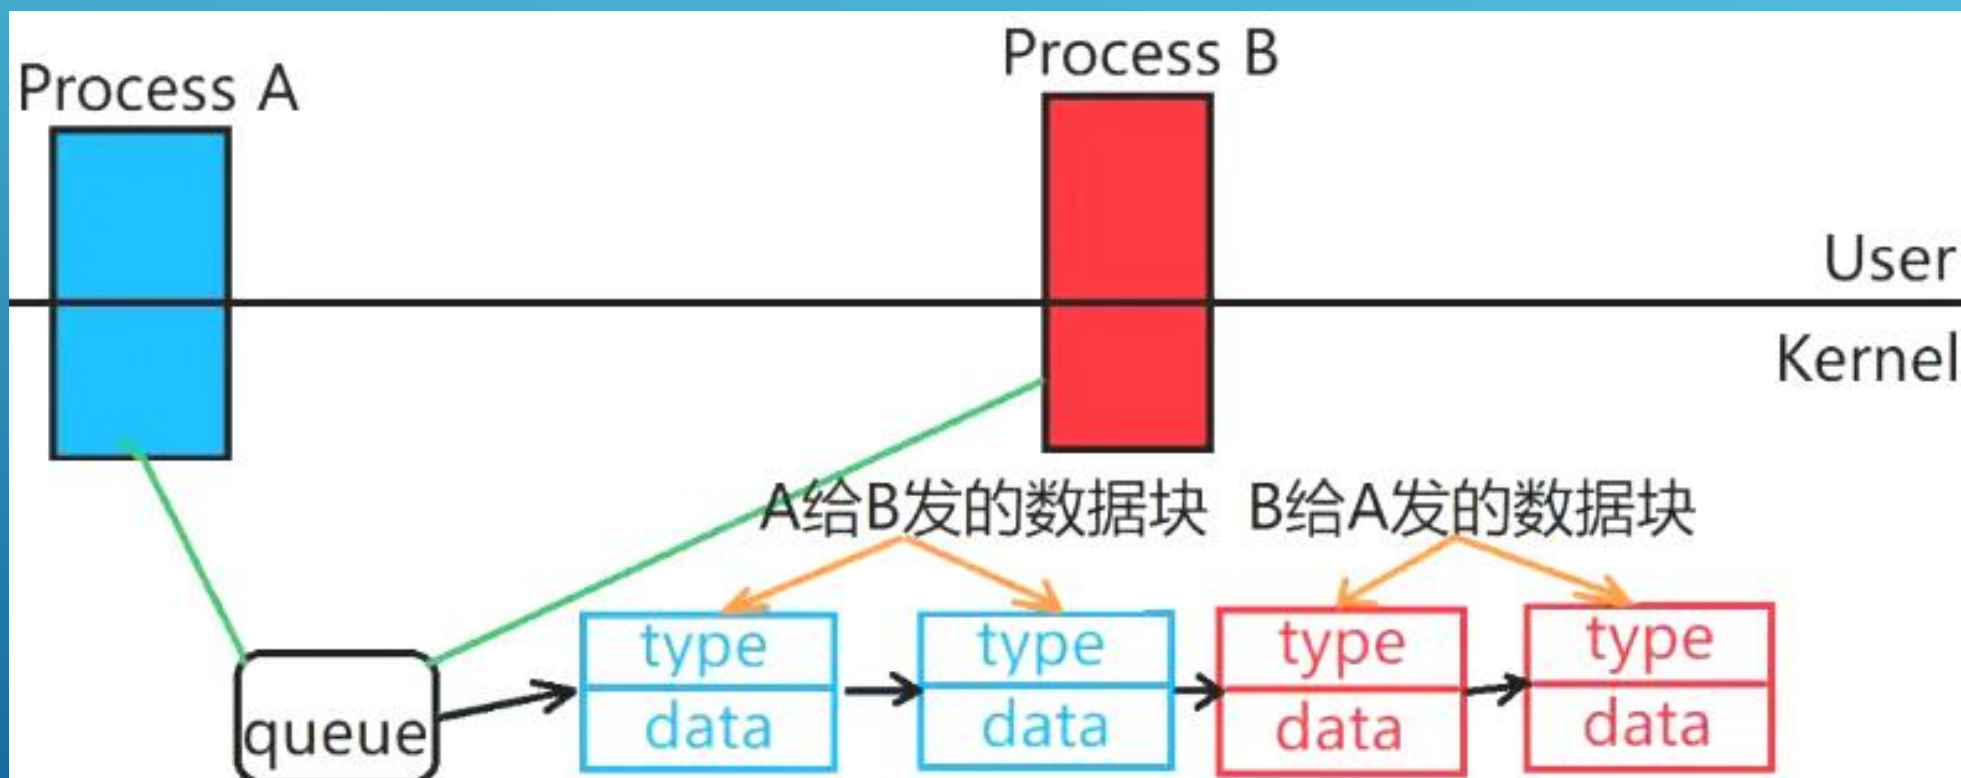 Process B
Process A
User
Kernel
A给B发的数据块 B给A发的数据块
type type type type
queue data data data data